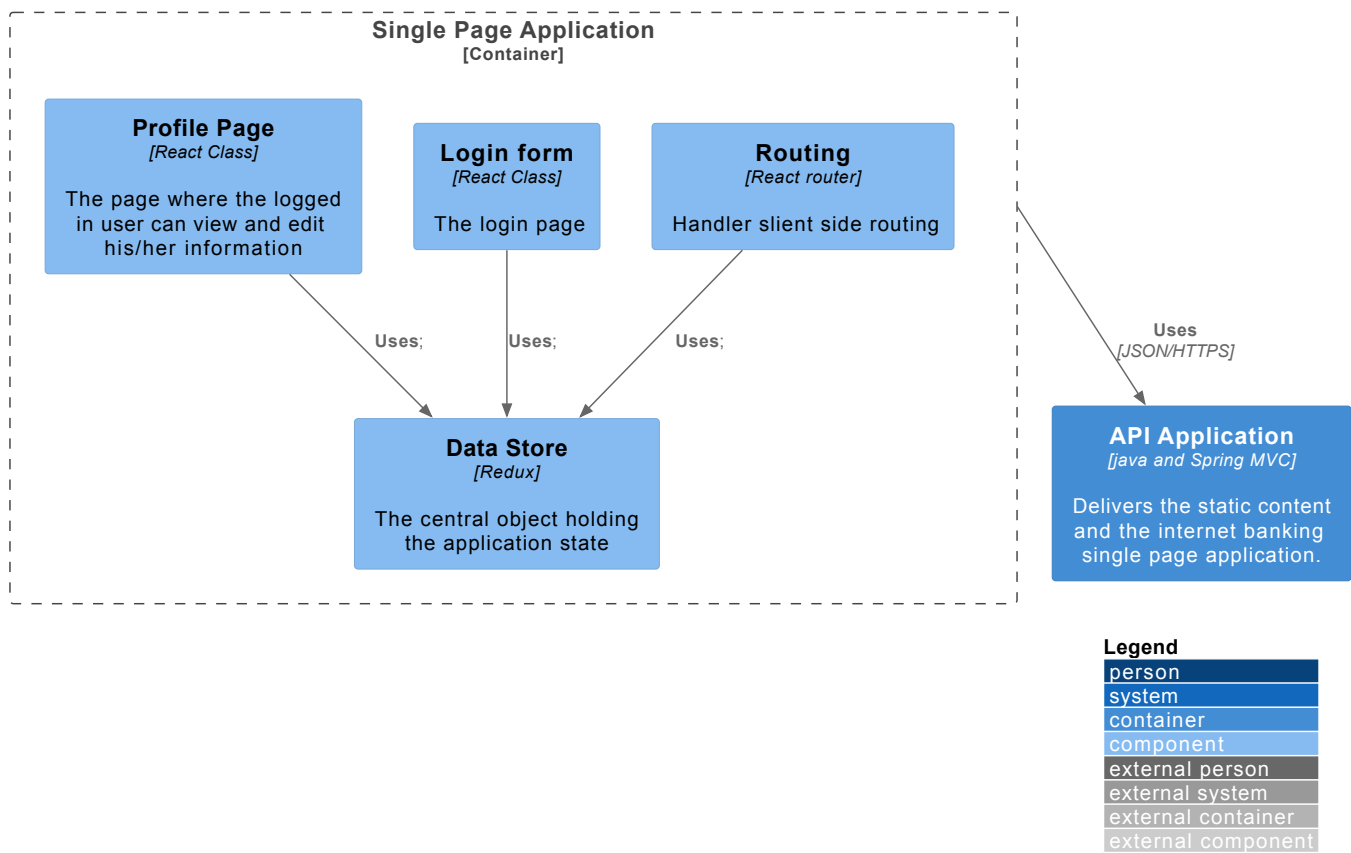 Single Page Application
[Container]
Profile Page
[React Class]
The page where the logged
in user can view and edit
his/her information
Login form
[React Class]
The login page
Routing
[React router]
Handler slient side routing
Uses;
Uses;
Uses;
Uses
[JSON/HTTPS]
Data Store
[Redux]
The central object holding
the application state
API Application
[java and Spring MVC]
Delivers the static content
and the internet banking
single page application.
Legend
person
system
container
component
external person
external system
external container
external component